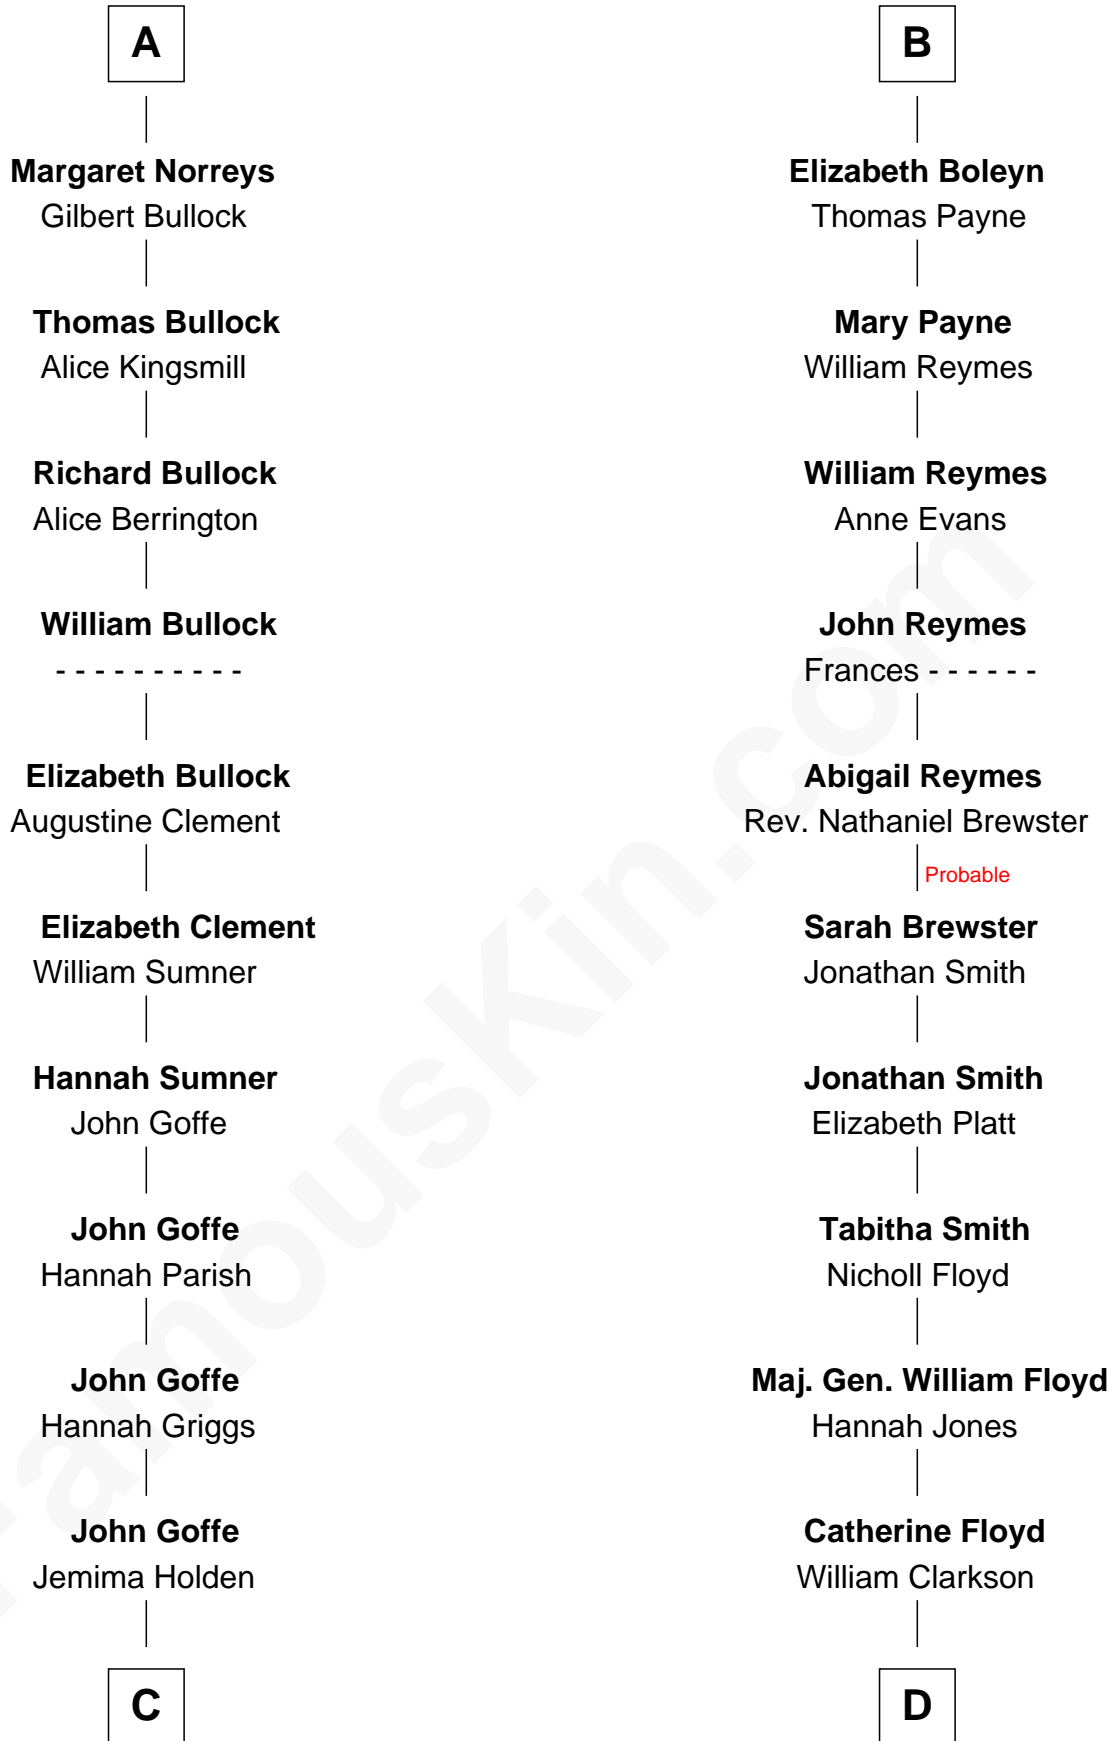 A
Margaret Norreys
Gilbert Bullock
Thomas Bullock
Alice Kingsmill
Richard Bullock
Alice Berrington
William Bullock
- - - - - - - - - -
Elizabeth Bullock
Augustine Clement
Elizabeth Clement
William Sumner
Hannah Sumner
John Goffe
John Goffe
Hannah Parish
John Goffe
Hannah Griggs
John Goffe
Jemima Holden
C
B
Elizabeth Boleyn
Thomas Payne
Mary Payne
William Reymes
William Reymes
Anne Evans
John Reymes
Frances - - - - - -
Abigail Reymes
Rev. Nathaniel Brewster
Probable
Sarah Brewster
Jonathan Smith
Jonathan Smith
Elizabeth Platt
Tabitha Smith
Nicholl Floyd
Maj. Gen. William Floyd
Hannah Jones
Catherine Floyd
William Clarkson
D
FamousKin.com